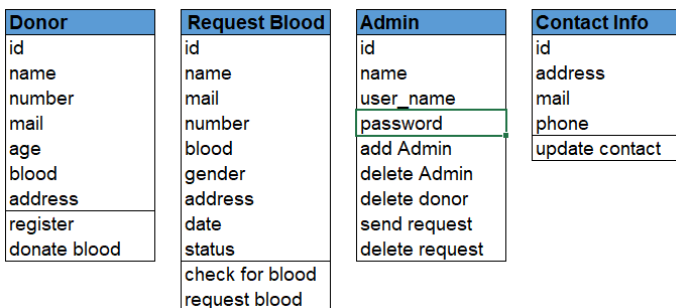 Donor
id
name
number
mail
age
blood
address
register
donate blood
Request Blood
id
name
mail
number
blood
gender
address
date
status
check for blood
request blood
Admin
id
name
user_name
password
add Admin
delete Admin
delete donor
send request
delete request
Contact Info
id
address
mail
phone
update contact